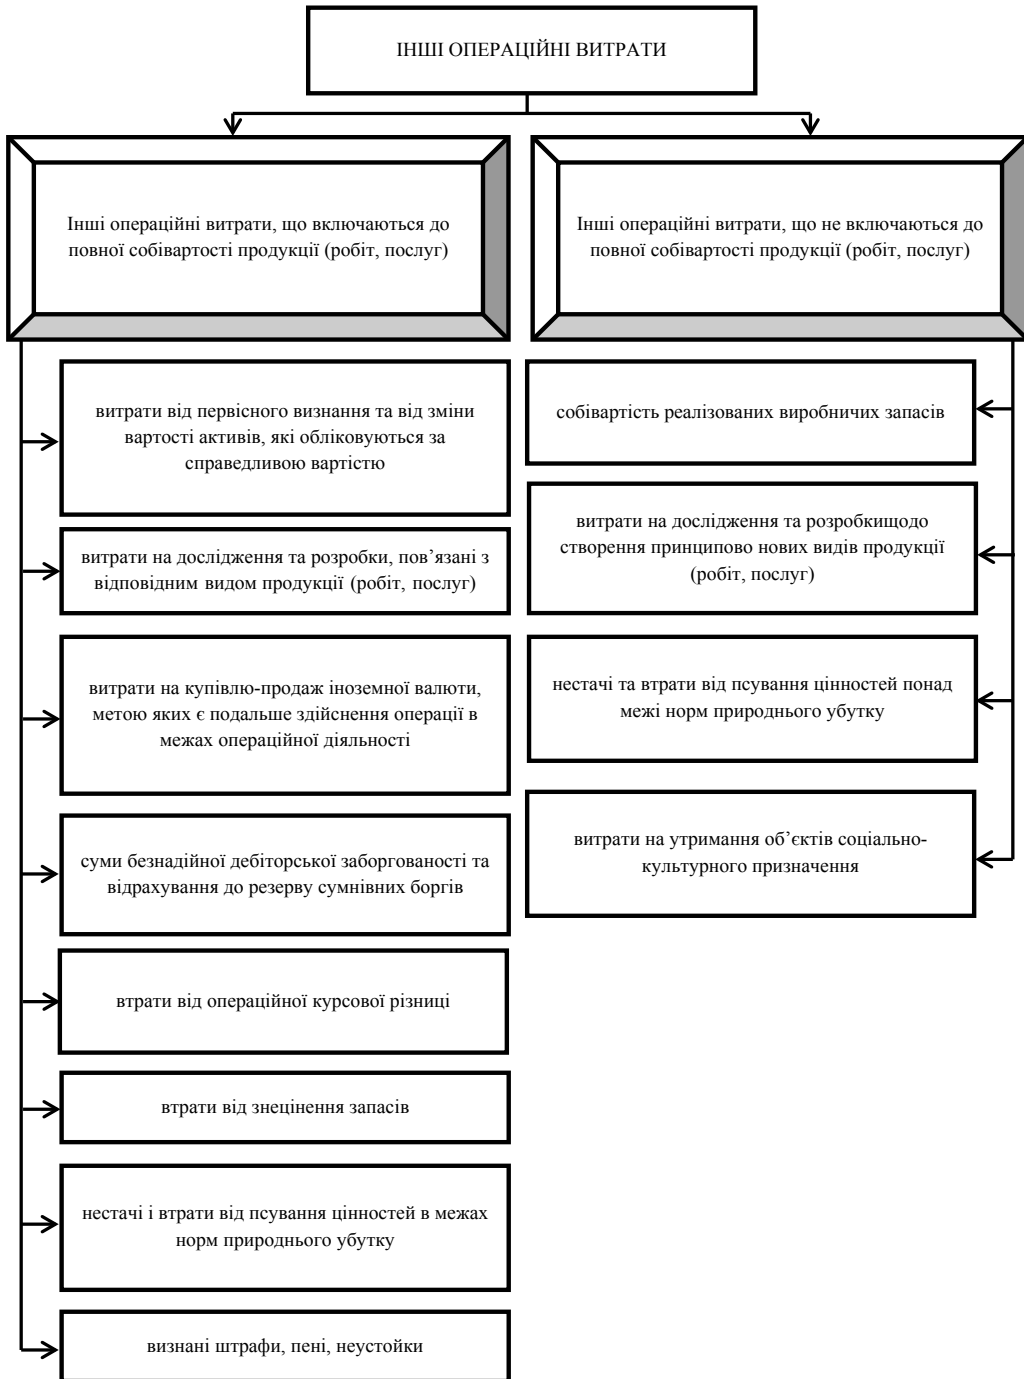 ІНШІ ОПЕРАЦІЙНІ ВИТРАТИ
Інші операційні витрати, що включаються до
повної собівартості продукції (робіт, послуг)
Інші операційні витрати, що не включаються до
повної собівартості продукції (робіт, послуг)
витрати від первісного визнання та від зміни
вартості активів, які обліковуються за
справедливою вартістю
витрати на дослідження та розробки, пов’язані з
відповідним видом продукції (робіт, послуг)
витрати на купівлю-продаж іноземної валюти,
метою яких є подальше здійснення операції в
межах операційної діяльності
суми безнадійної дебіторської заборгованості та
відрахування до резерву сумнівних боргів
втрати від операційної курсової різниці
втрати від знецінення запасів
нестачі і втрати від псування цінностей в межах
норм природнього убутку
визнані штрафи, пені, неустойки
собівартість реалізованих виробничих запасів
витрати на дослідження та розробкищодо
створення принципово нових видів продукції
(робіт, послуг)
нестачі та втрати від псування цінностей понад
межі норм природнього убутку
витрати на утримання об’єктів соціально-
культурного призначення